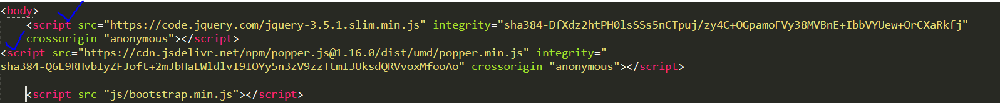 <body>
<script src="https://code.jquery.com/jquery-3.5.1.slim.min.js" integrity="sha384-DfXdz2htPH0lsSSs5nCTpuj/zy4C+OGpamoFVy38MVBnE+IbbVYUew+OrCXaRkfj"
crossorigin="anonymous"></script>
<script src="https://cdn.jsdelivr.net/npm/popper.js@1.16.0/dist/umd/popper.min.js" integrity="
sha384-Q6E9RHvbIyZFJoft+2mJbHaEWldlvI9IOYy5n3zV9zzTtmI3UksdQRVvoxMfooAo" crossorigin="anonymous"></script>
<script src="js/bootstrap.min.js"></script>